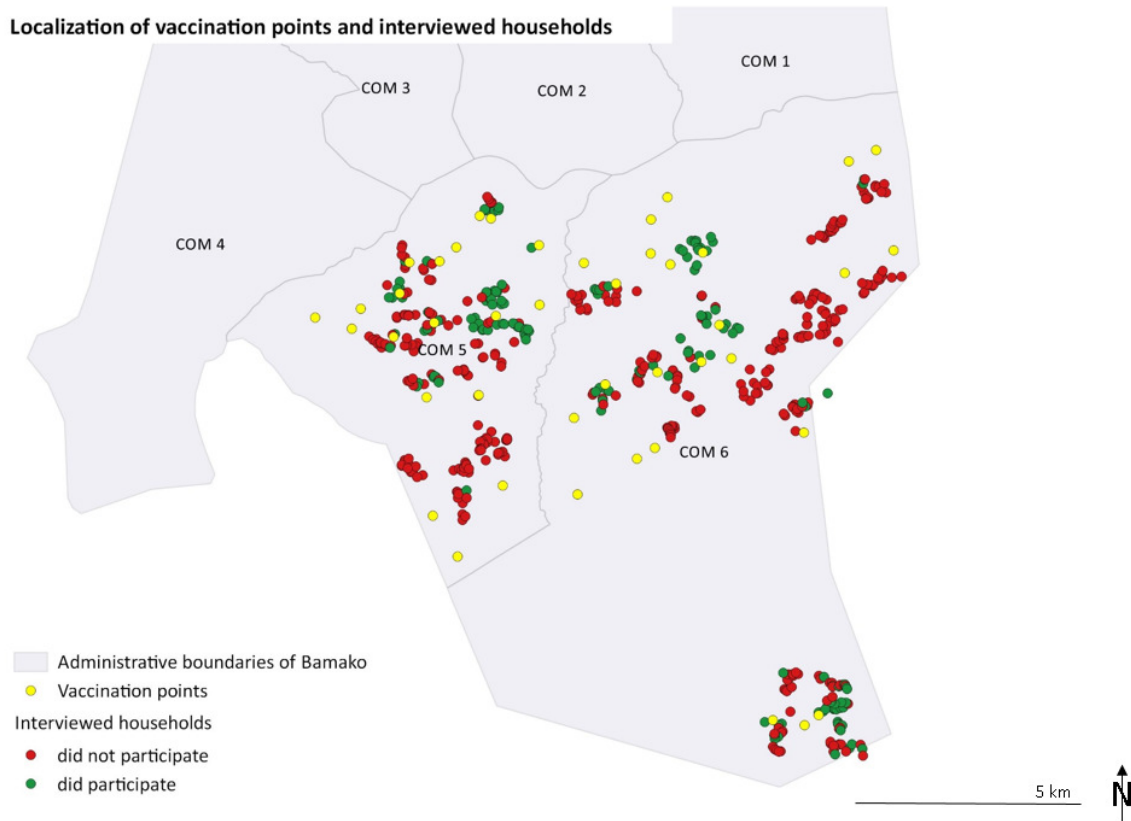 Localization of vaccination points and interviewed households
COM 1
COM 3
COM 2
COM 4
COM 5
COM 6
Administrative boundaries of Bamako
Vaccination points
Interviewed households
did not participate
did participate
5 km
N